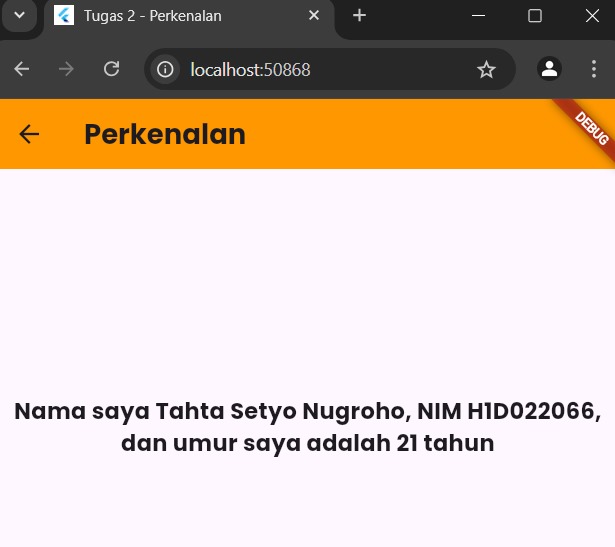 Tugas 2 - Perkenalan
localhost:50868
Perkenalan
DEBUG
Nama saya Tahta Setyo Nugroho, NIM H1D022066,
dan umur saya adalah 21 tahun